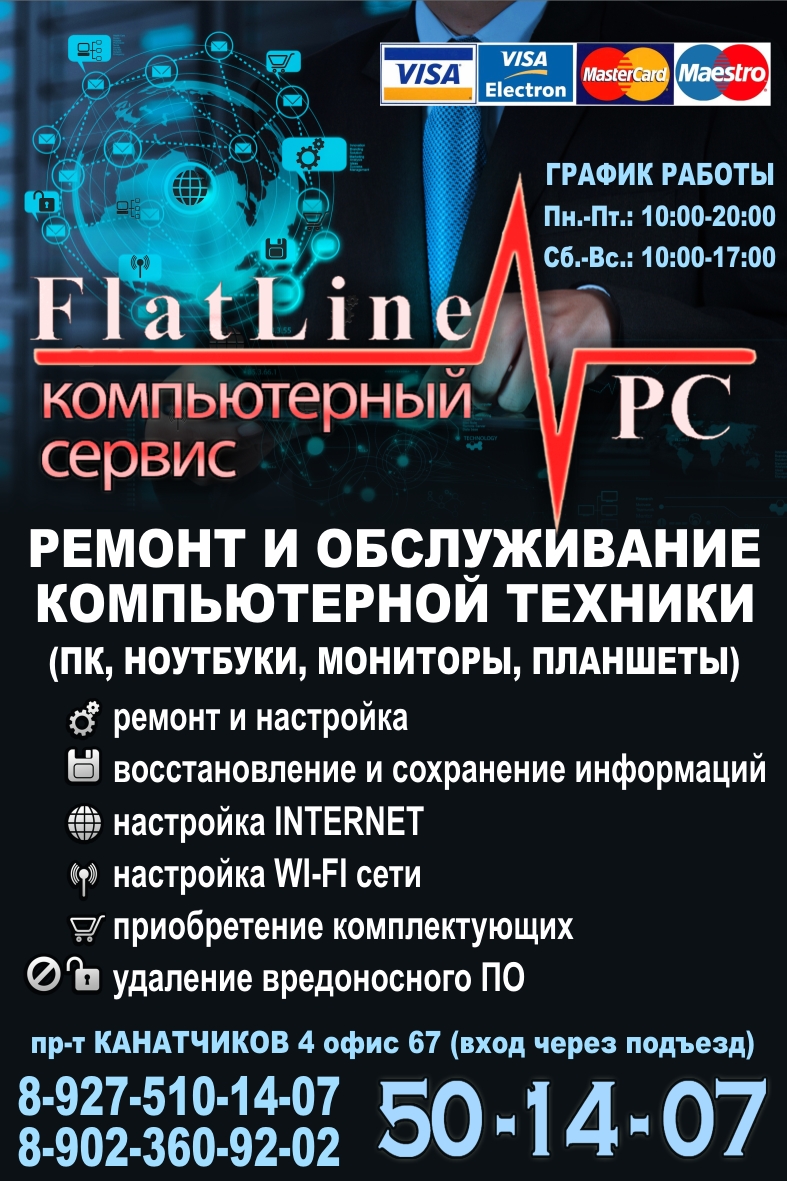 VISA
VISA Electron
MasterCard
Maestro
ГРАФИК РАБОТЫ
Пн.-Пт.: 10:00-20:00
Сб.-Вс.: 10:00-17:00
FlatLine
PC
компьютерный
сервис
TECHNOLOGY
РЕМОНТ И ОБСЛУЖИВАНИЕ
КОМПЬЮТЕРНОЙ ТЕХНИКИ
(ПК, НОУТБУКИ, МОНИТОРЫ, ПЛАНШЕТЫ)
ремонт и настройка
восстановление и сохранение информаций
настройка INTERNET
настройка WI-FI сети
приобретение комплектующих
удаление вредоносного ПО
пр-т КАНАТЧИКОВ 4 офис 67 (вход через подъезд)
8-927-510-14-07
8-902-360-92-02
50-14-07